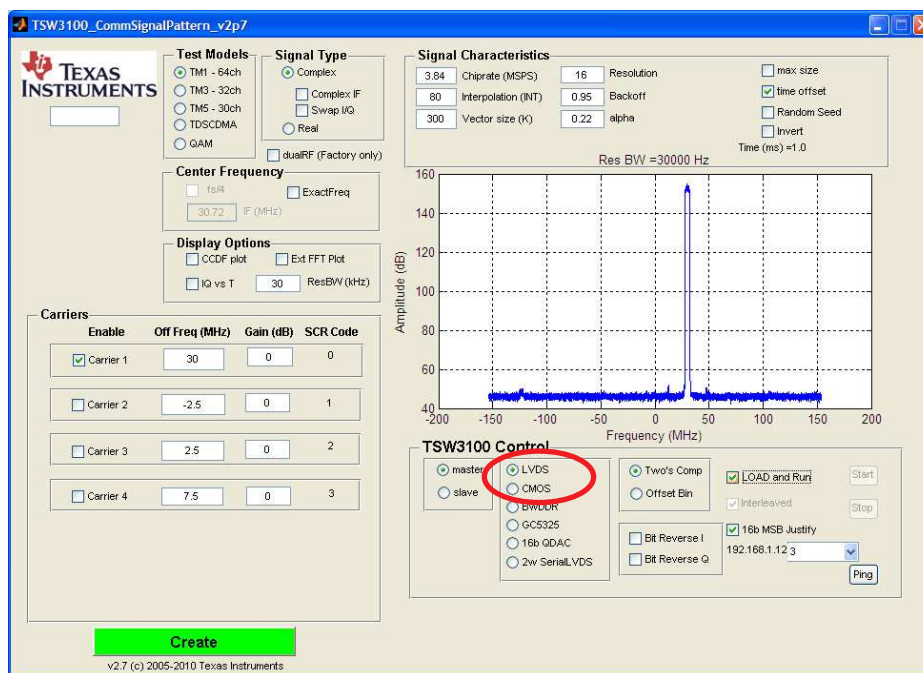 TSW3100_CommSignalPattern_v2p7
TEXAS
INSTRUMENTS
Test Models
TM1 - 64ch
TM3 - 32ch
TM5 - 30ch
TDSCDMA
QAM
Signal Type
Complex
Complex IF
Swap I/Q
Real
dualRF (Factory only)
Center Frequency
fs/4
ExactFreq
30.72 IF (MHz)
Display Options
CCDF plot Ext FFT Plot
IQ vs T 30 ResBW (kHz)
Signal Characteristics
3.84 Chiprate (MSPS) 16 Resolution
80 Interpolation (INT) 0.95 Backoff
300 Vector size (K) 0.22 alpha
max size
time offset
Random Seed
Invert
Time (ms) =1.0
Res BW =30000 Hz
Amplitude (dB)
160
140
120
100
80
60
40
-200 -150 -100 -50 0 50 100 150 200
Frequency (MHz)
Carriers
Enable Off Freq (MHz) Gain (dB) SCR Code
Carrier 1 30 0 0
Carrier 2 -2.5 0 1
Carrier 3 2.5 0 2
Carrier 4 7.5 0 3
TSW3100 Control
master
slave
LVDS
CMOS
BWDDR
GC5325
16b QDAC
2w SerialLVDS
Two's Comp
Offset Bin
Bit Reverse I
Bit Reverse Q
LOAD and Run
Interleaved
16b MSB Justify
192.168.1.12 3
Start
Stop
Ping
Create
v2.7 (c) 2005-2010 Texas Instruments